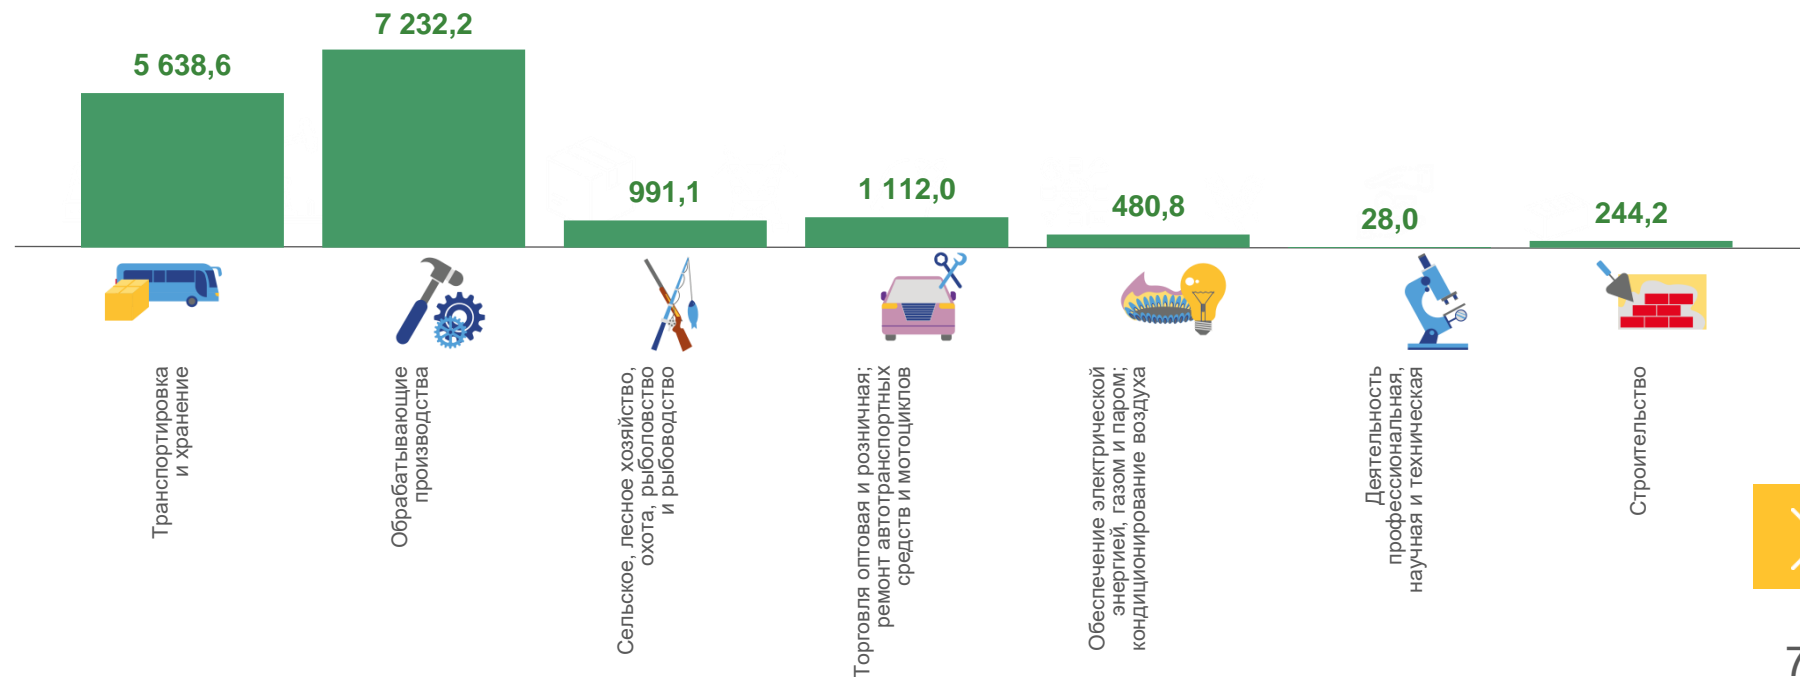 5 638,6
7 232,2
991,1
1 112,0
480,8
28,0
244,2
Транспортировка
и хранение
Обрабатывающие
производства
Сельское, лесное хозяйство,
охота, рыболовство
и рыбоводство
Торговля оптовая и розничная;
ремонт автотранспортных
средств и мотоциклов
Обеспечение электрической
энергией, газом и паром;
кондиционирование воздуха
Деятельность
профессиональная,
научная и техническая
Строительство
7